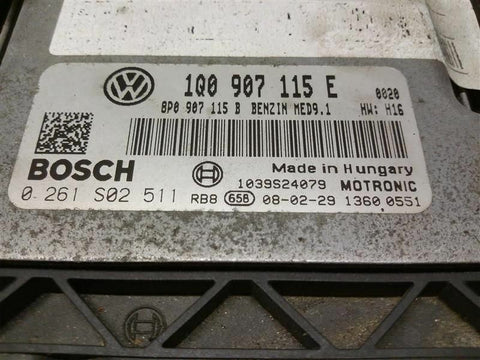 1Q0 907 115 E 0020
8P0 907 115 B BENZIN MED9.1 HW: H16
BOSCH Made in Hungary
1039S24079 MOTRONIC
0 261 S02 511 RB8 658 08-02-29 1360 0551